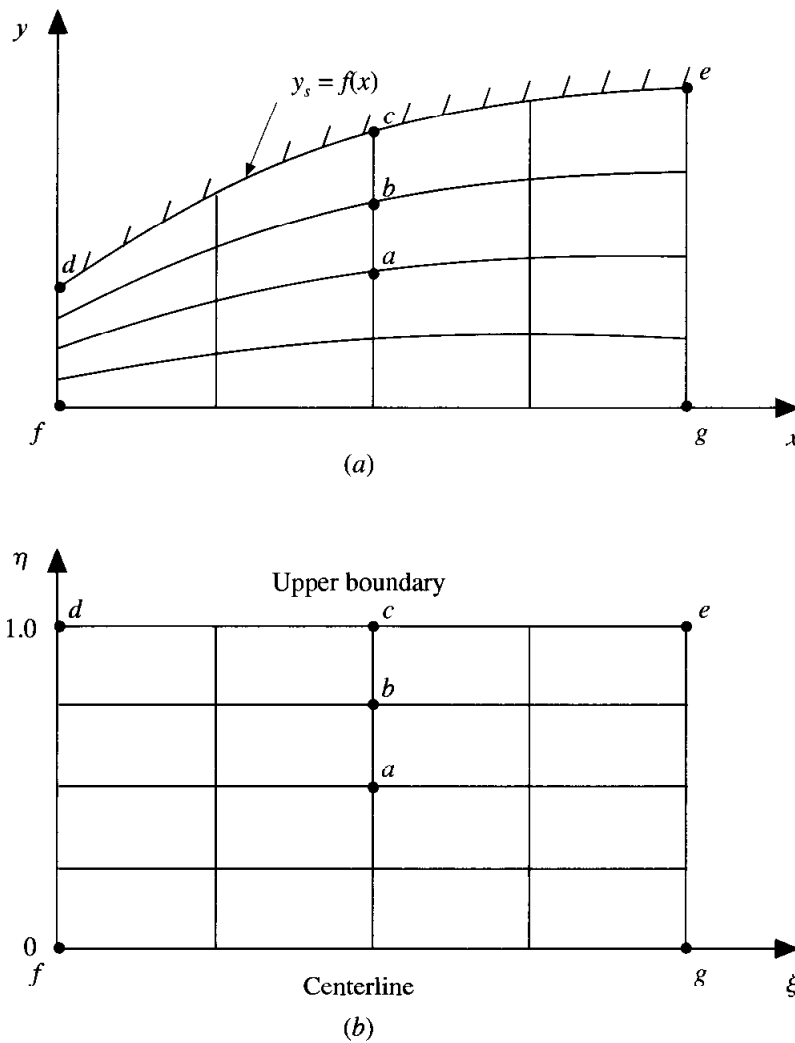 y
y_s = f(x)
e
c
b
d
a
f
g
x
(a)
η
Upper boundary
1.0
d
c
e
b
a
0
f
Centerline
g
ξ
(b)